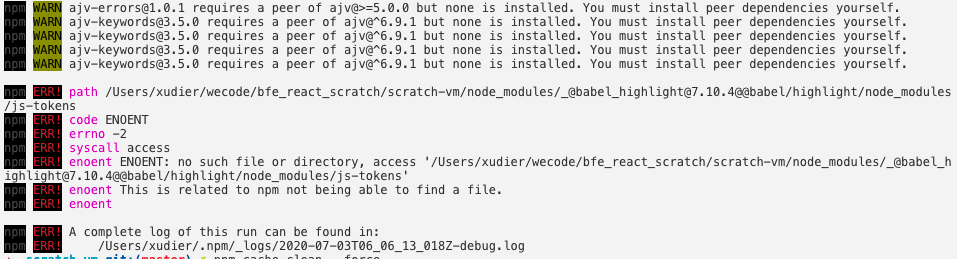 npm WARN ajv-errors@1.0.1 requires a peer of ajv@>=5.0.0 but none is installed. You must install peer dependencies yourself.
npm WARN ajv-keywords@3.5.0 requires a peer of ajv@^6.9.1 but none is installed. You must install peer dependencies yourself.
npm WARN ajv-keywords@3.5.0 requires a peer of ajv@^6.9.1 but none is installed. You must install peer dependencies yourself.
npm WARN ajv-keywords@3.5.0 requires a peer of ajv@^6.9.1 but none is installed. You must install peer dependencies yourself.
npm WARN ajv-keywords@3.5.0 requires a peer of ajv@^6.9.1 but none is installed. You must install peer dependencies yourself.
npm ERR! path /Users/xudier/wecode/bfe_react_scratch/scratch-vm/node_modules/_@babel_highlight@7.10.4@@babel/highlight/node_modules
/js-tokens
npm ERR! code ENOENT
npm ERR! errno -2
npm ERR! syscall access
npm ERR! enoent ENOENT: no such file or directory, access '/Users/xudier/wecode/bfe_react_scratch/scratch-vm/node_modules/_@babel_h
ighlight@7.10.4@@babel/highlight/node_modules/js-tokens'
npm ERR! enoent This is related to npm not being able to find a file.
npm ERR! enoent
npm ERR! A complete log of this run can be found in:
npm ERR!     /Users/xudier/.npm/_logs/2020-07-03T06_06_13_018Z-debug.log
scratch-vm git:(master) ✗ npm cache clean --force